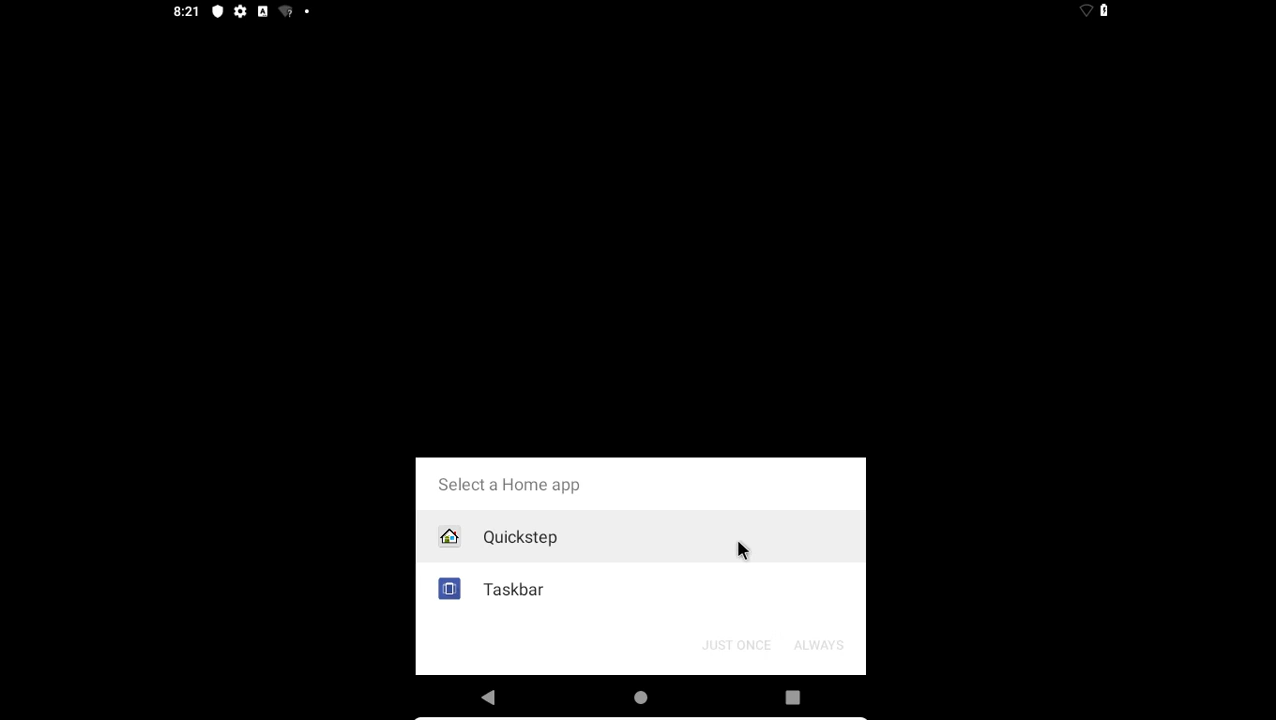 8:21
Select a Home app
Quickstep
Taskbar
JUST ONCE ALWAYS